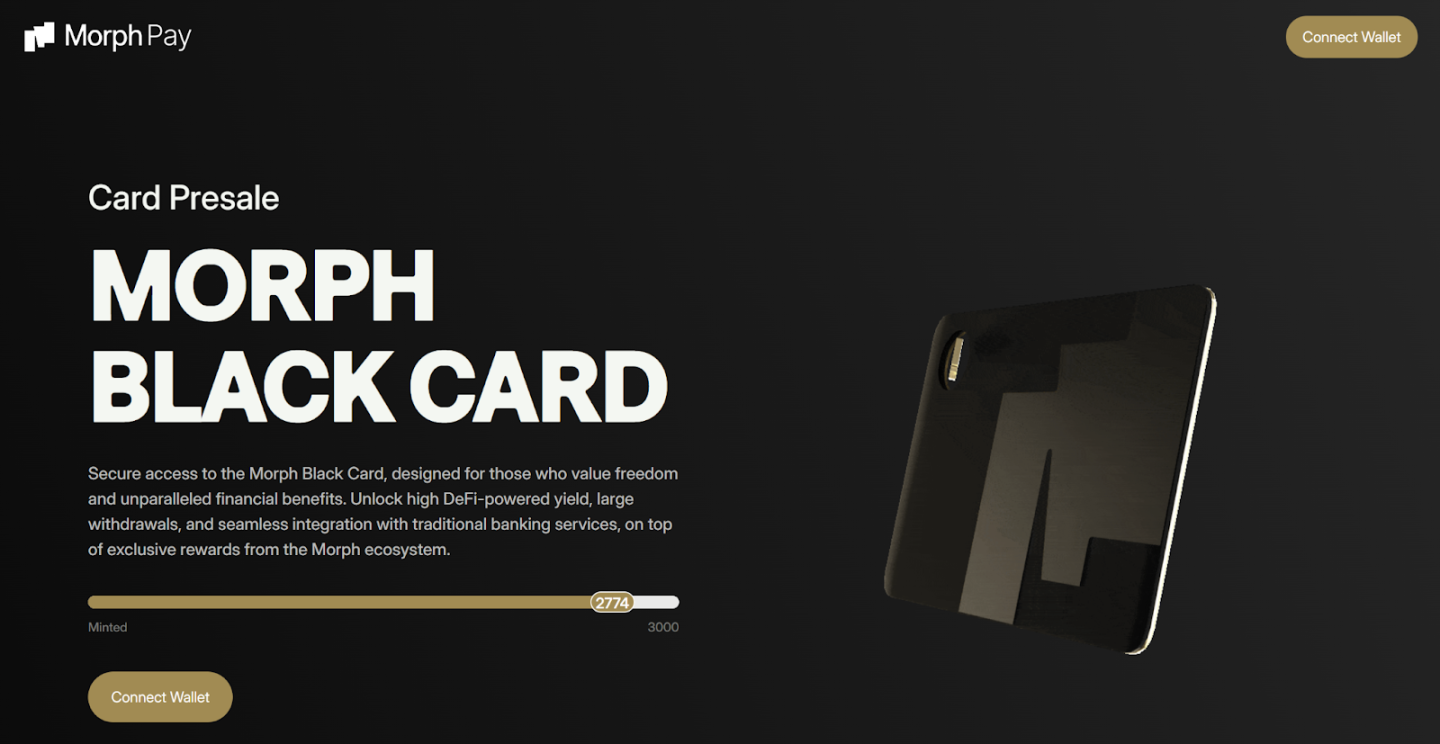 Morph Pay
Connect Wallet
Card Presale
MORPH
BLACK CARD
Secure access to the Morph Black Card, designed for those who value freedom
and unparalleled financial benefits. Unlock high DeFi-powered yield, large
withdrawals, and seamless integration with traditional banking services, on top
of exclusive rewards from the Morph ecosystem.
2774
Minted
3000
Connect Wallet